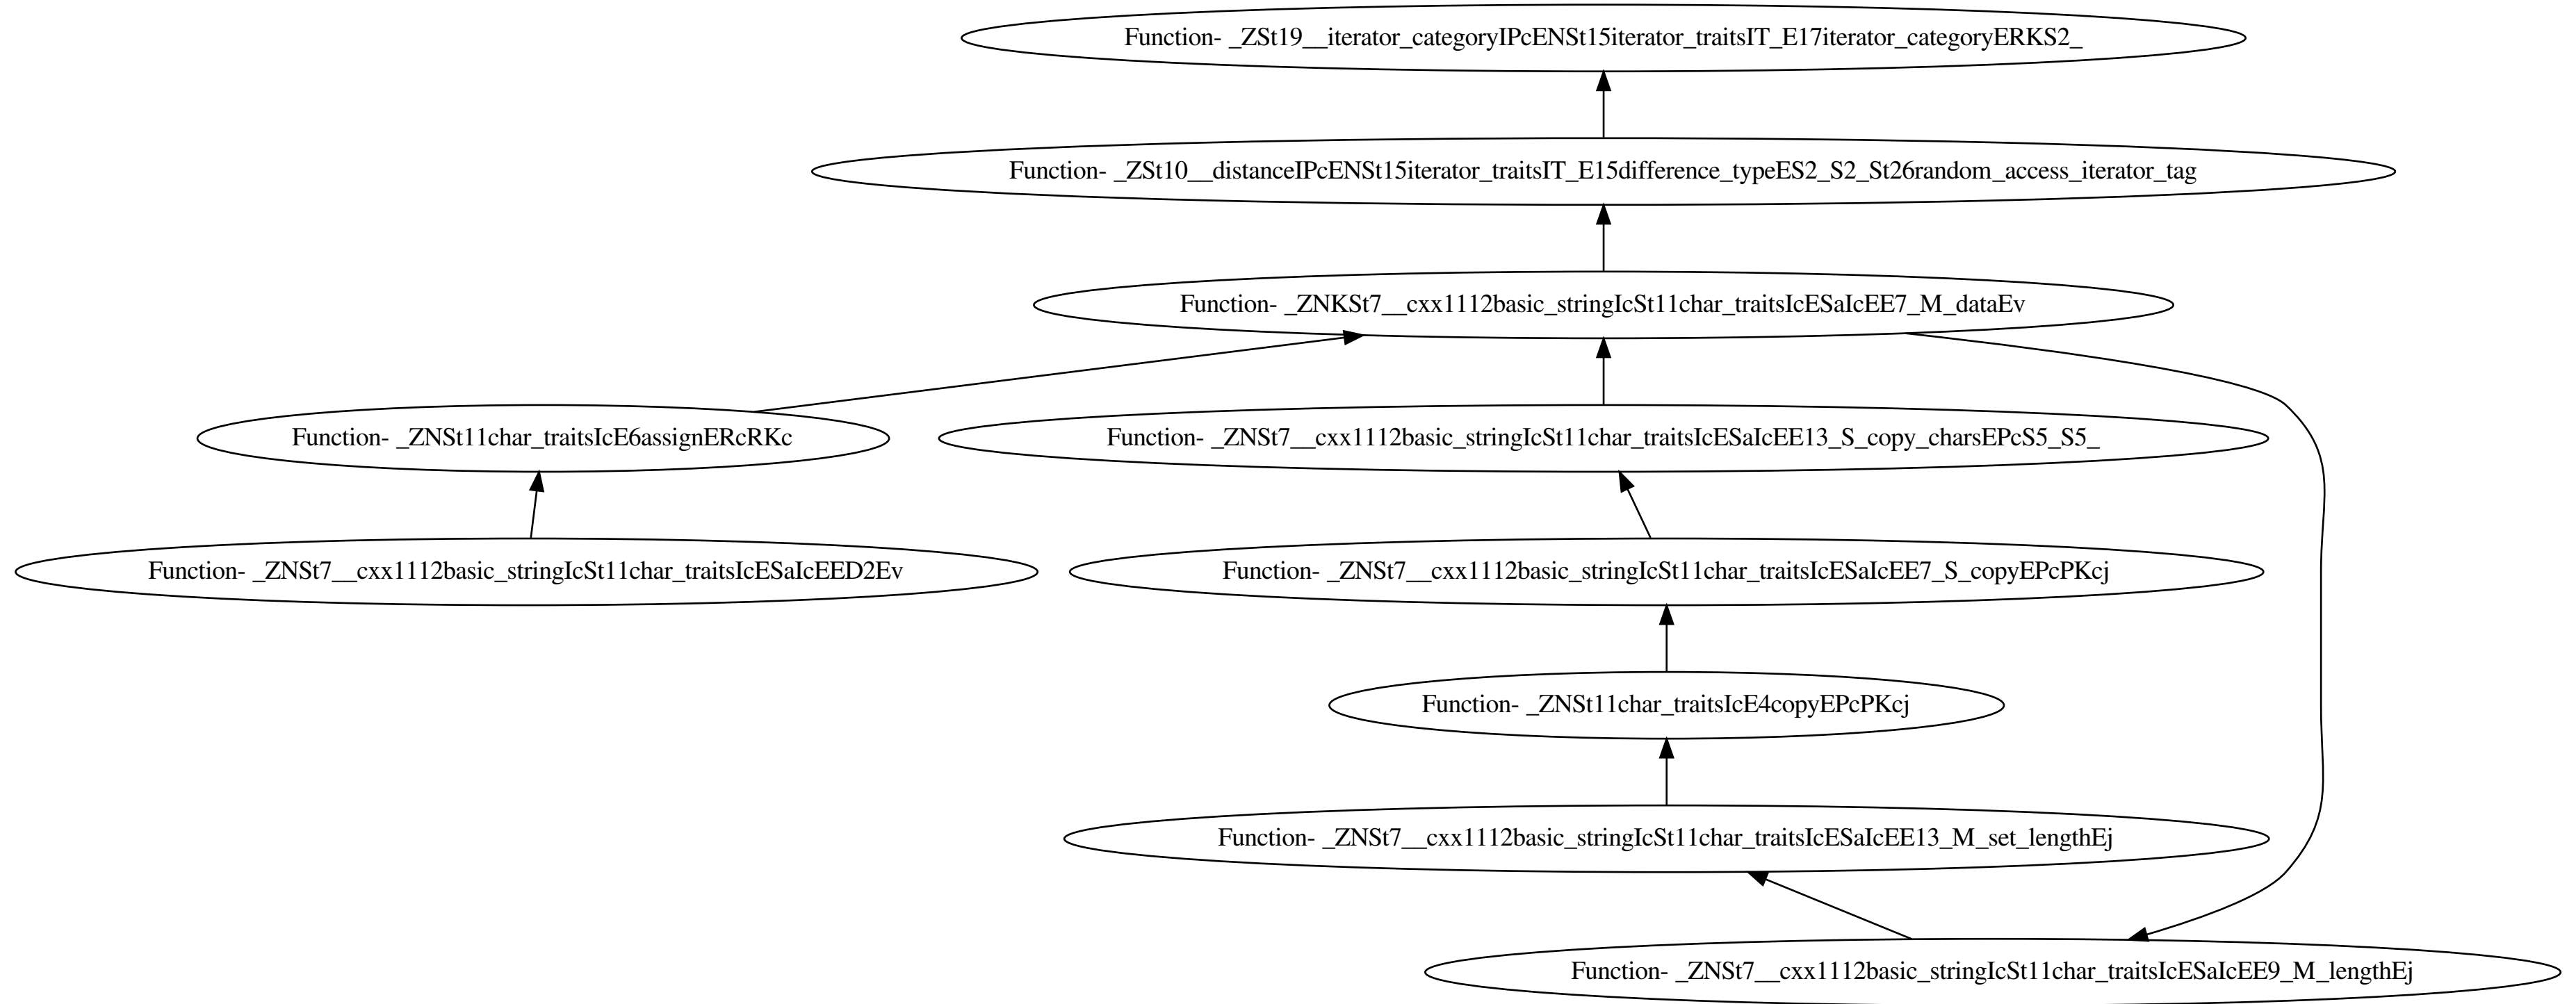 Function- _ZSt19__iterator_categoryIPcENSt15iterator_traitsIT_E17iterator_categoryERKS2_
Function- _ZSt10__distanceIPcENSt15iterator_traitsIT_E15difference_typeES2_S2_St26random_access_iterator_tag
Function- _ZNKSt7__cxx1112basic_stringIcSt11char_traitsIcESaIcEE7_M_dataEv
Function- _ZNSt11char_traitsIcE6assignERcRKc
Function- _ZNSt7__cxx1112basic_stringIcSt11char_traitsIcESaIcEE13_S_copy_charsEPcS5_S5_
Function- _ZNSt7__cxx1112basic_stringIcSt11char_traitsIcESaIcEED2Ev
Function- _ZNSt7__cxx1112basic_stringIcSt11char_traitsIcESaIcEE7_S_copyEPcPKcj
Function- _ZNSt11char_traitsIcE4copyEPcPKcj
Function- _ZNSt7__cxx1112basic_stringIcSt11char_traitsIcESaIcEE13_M_set_lengthEj
Function- _ZNSt7__cxx1112basic_stringIcSt11char_traitsIcESaIcEE9_M_lengthEj